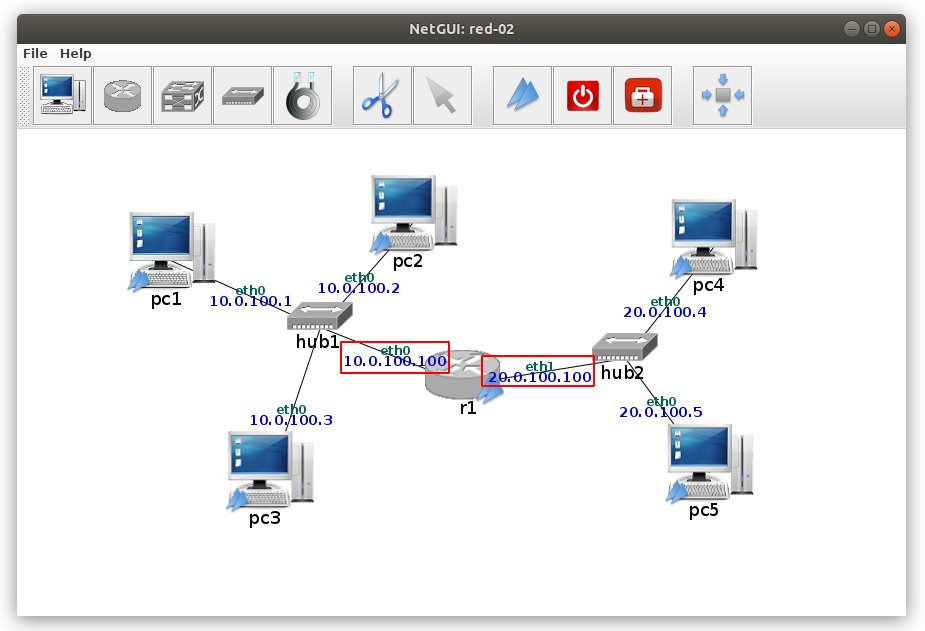 NetGUI: red-02
File Help
pc1
eth0
10.0.100.1
pc2
eth0
10.0.100.2
hub1
eth0
10.0.100.100
r1
eth1
20.0.100.100
hub2
eth0
20.0.100.4
pc4
eth0
20.0.100.5
pc5
eth0
10.0.100.3
pc3